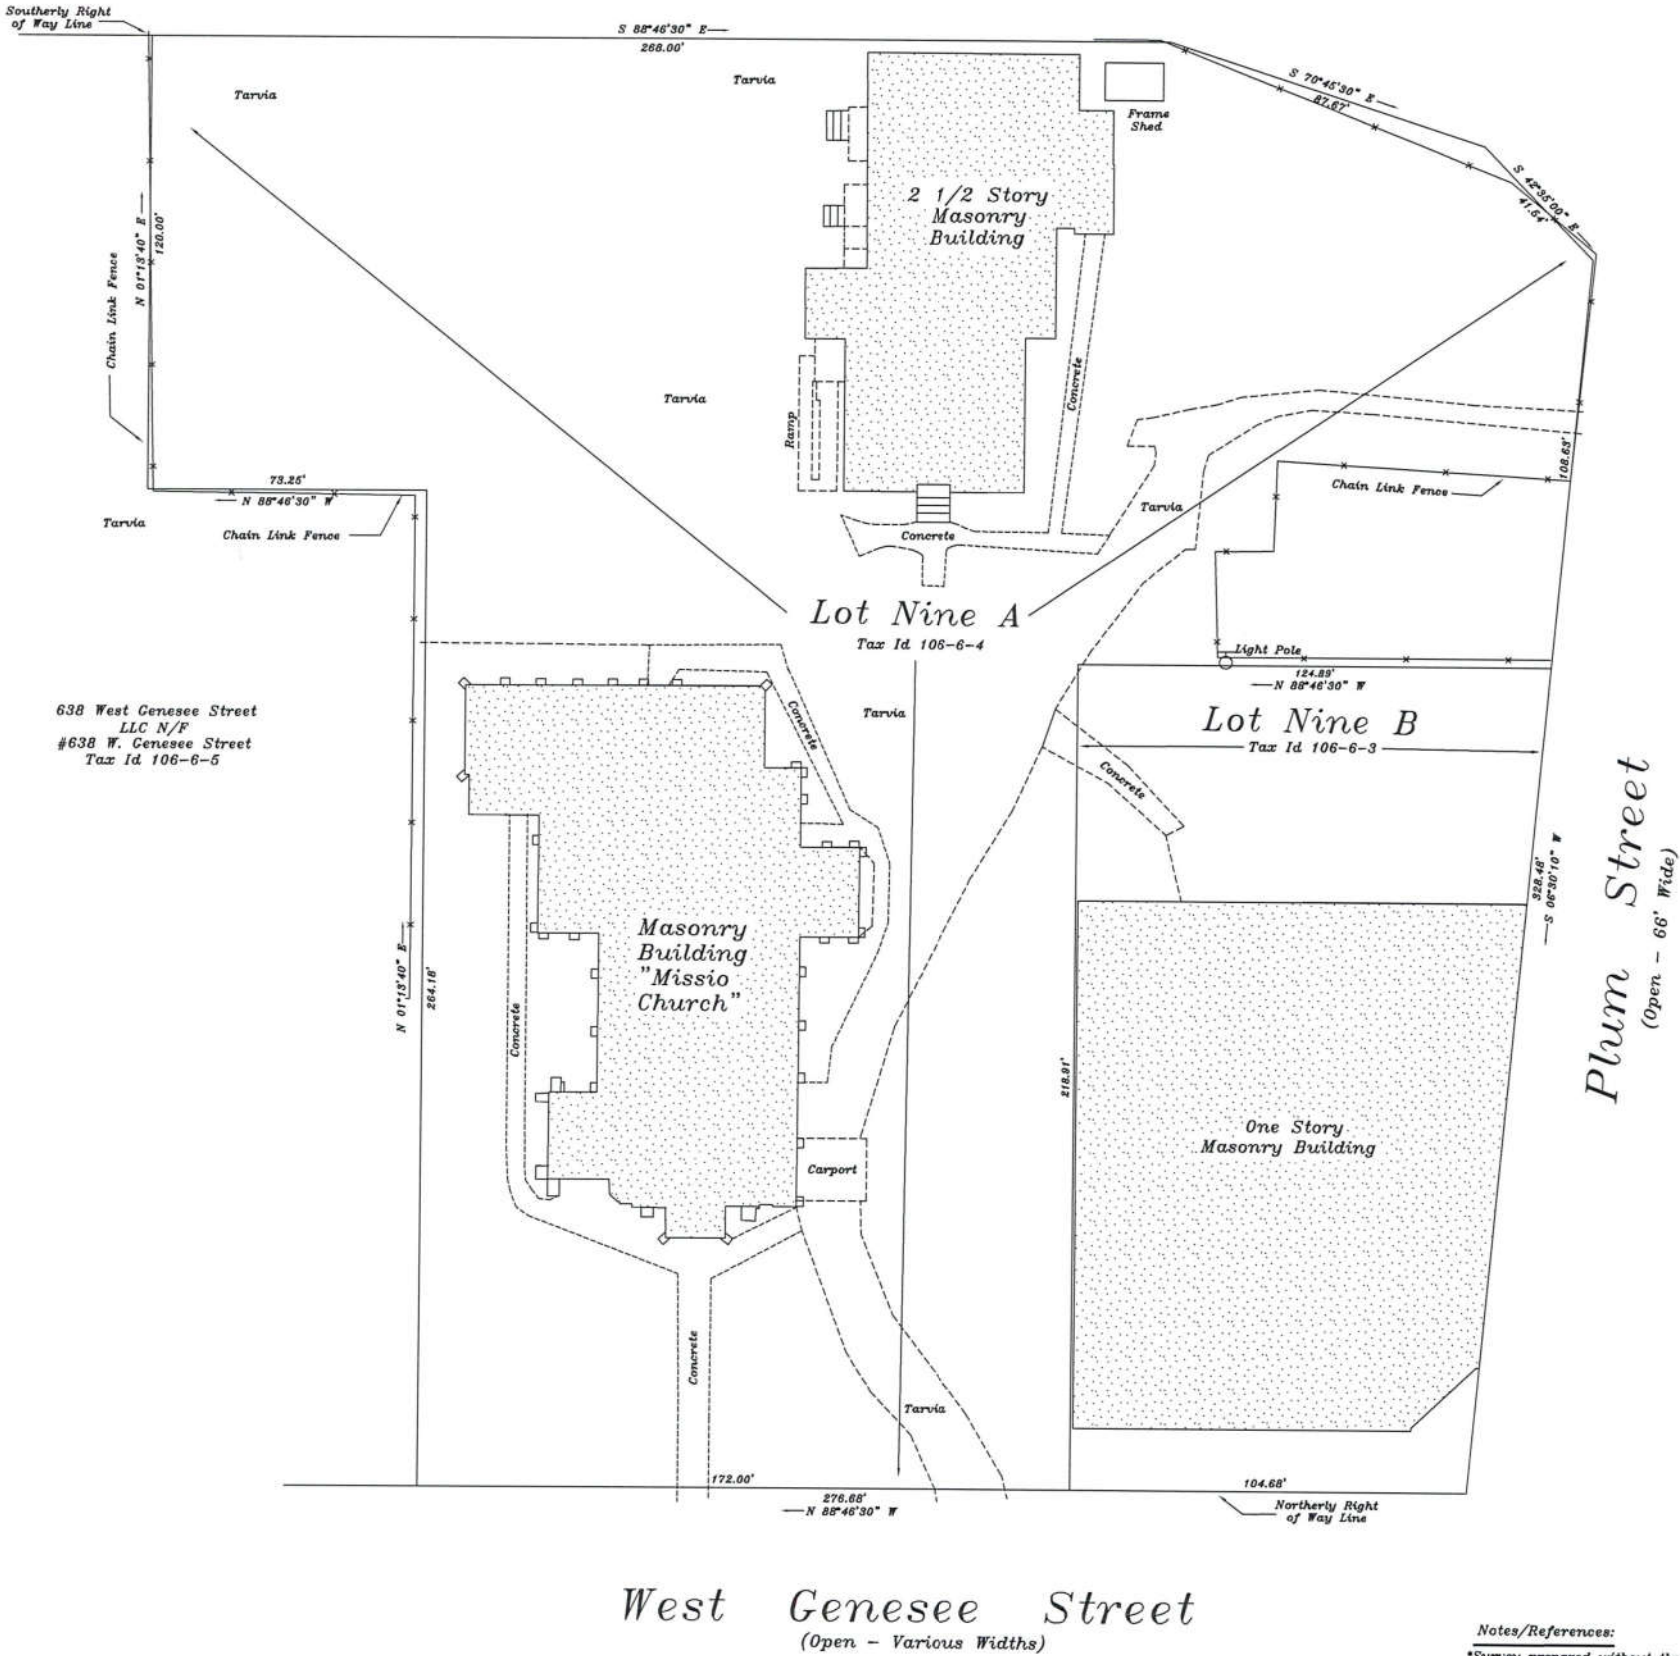 Southerly Right
of Way Line
S 88°46'30" E
268.00'
Tarvia
Tarvia
S 70°45'30" E
87.67'
Frame
Shed
S 42°35'00" E
41.54'
2 1/2 Story
Masonry
Building
N 01°13'40" E
120.00'
Chain Link Fence
Tarvia
Ramp
Concrete
108.63'
73.25'
N 88°46'30" W
Chain Link Fence
Tarvia
Tarvia
Chain Link Fence
Concrete
Lot Nine A
Tax Id 106-6-4
Light Pole
124.89'
N 88°46'30" W
638 West Genesee Street
LLC N/F
#638 W. Genesee Street
Tax Id 106-6-5
Concrete
Tarvia
Lot Nine B
Tax Id 106-6-3
Concrete
Plum Street
(Open - 66' Wide)
328.48'
S 06°30'10" W
Masonry
Building
"Missio
Church"
N 01°13'40" E
264.18'
Concrete
218.91'
One Story
Masonry Building
Carport
Concrete
Tarvia
172.00'
276.68'
N 88°46'30" W
104.68'
Northerly Right
of Way Line
West Genesee Street
(Open - Various Widths)
Notes/References: